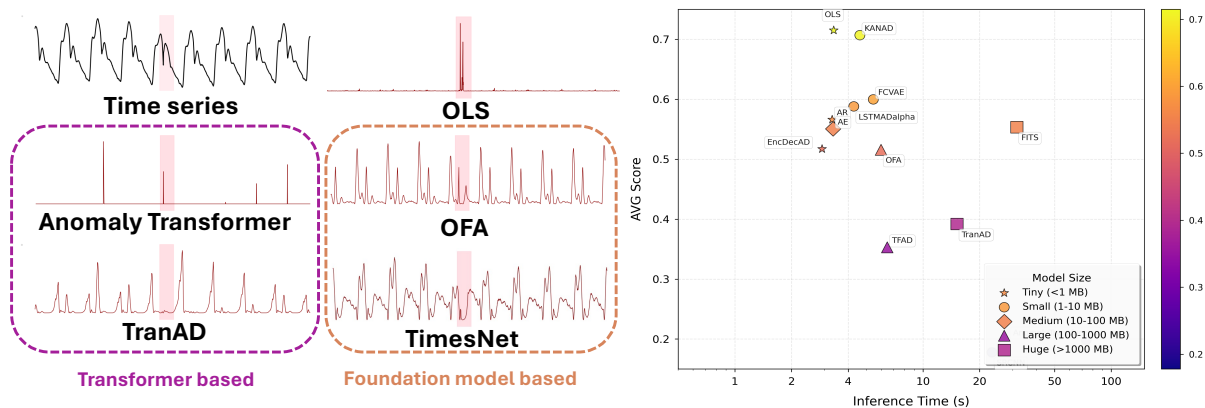 Time series
OLS
Anomaly Transformer
OFA
TranAD
TimesNet
Transformer based
Foundation model based
AVG Score
0.7
0.6
0.5
0.4
0.3
0.2
OLS
KANAD
FCVAE
LSTMADalpha
AR
AE
EncDecAD
OFA
FITS
TFAD
TranAD
Model Size
Tiny (<1 MB)
Small (1-10 MB)
Medium (10-100 MB)
Large (100-1000 MB)
Huge (>1000 MB)
1
2
4
10
20
50
100
Inference Time (s)
0.7
0.6
0.5
0.4
0.3
0.2